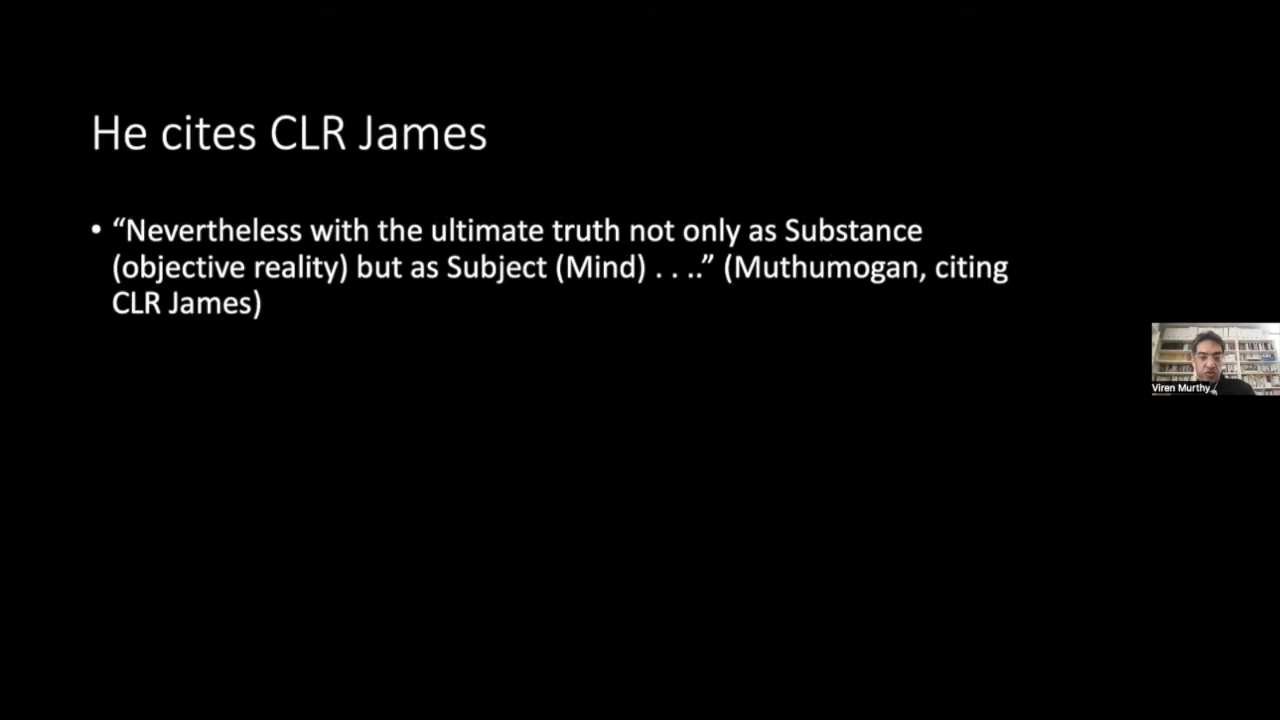 He cites CLR James
• “Nevertheless with the ultimate truth not only as Substance
(objective reality) but as Subject (Mind) . . ..” (Muthumogan, citing
CLR James)
Viren Murthy